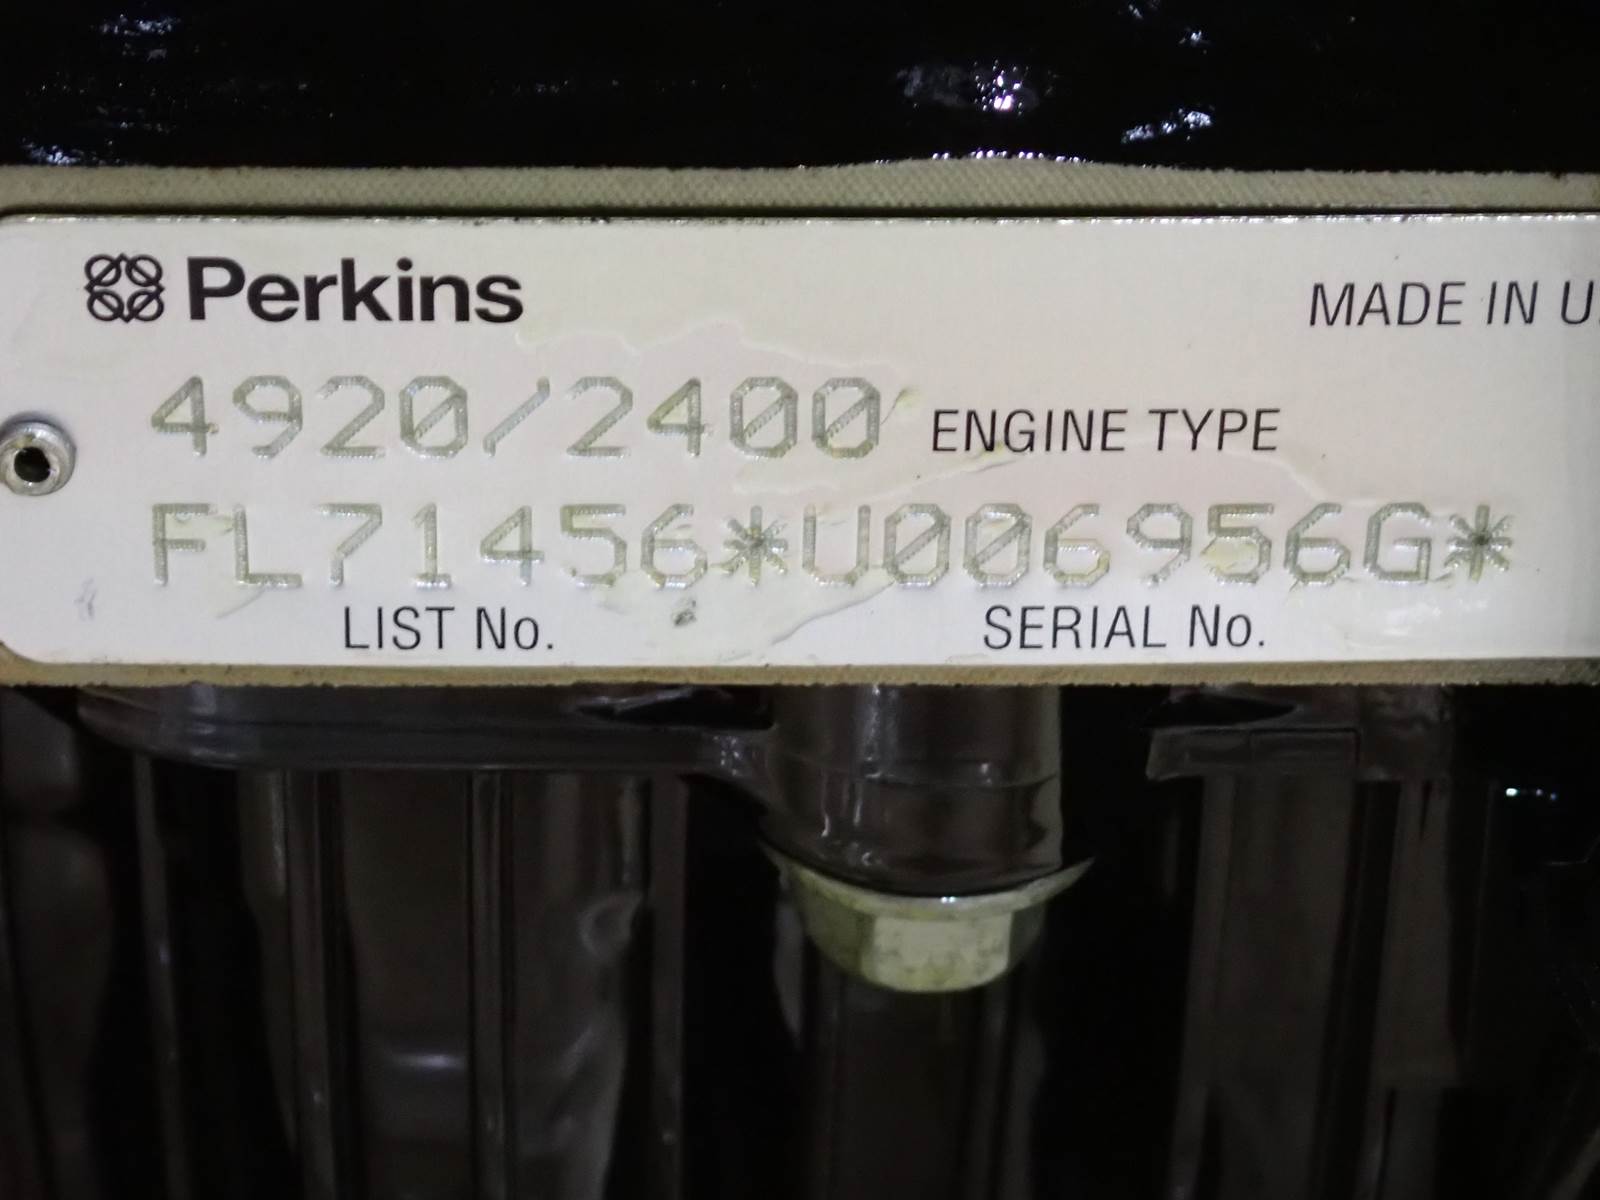 Perkins
MADE IN U.
4920/2400 ENGINE TYPE
FL71456*U006956G*
LIST No. SERIAL No.